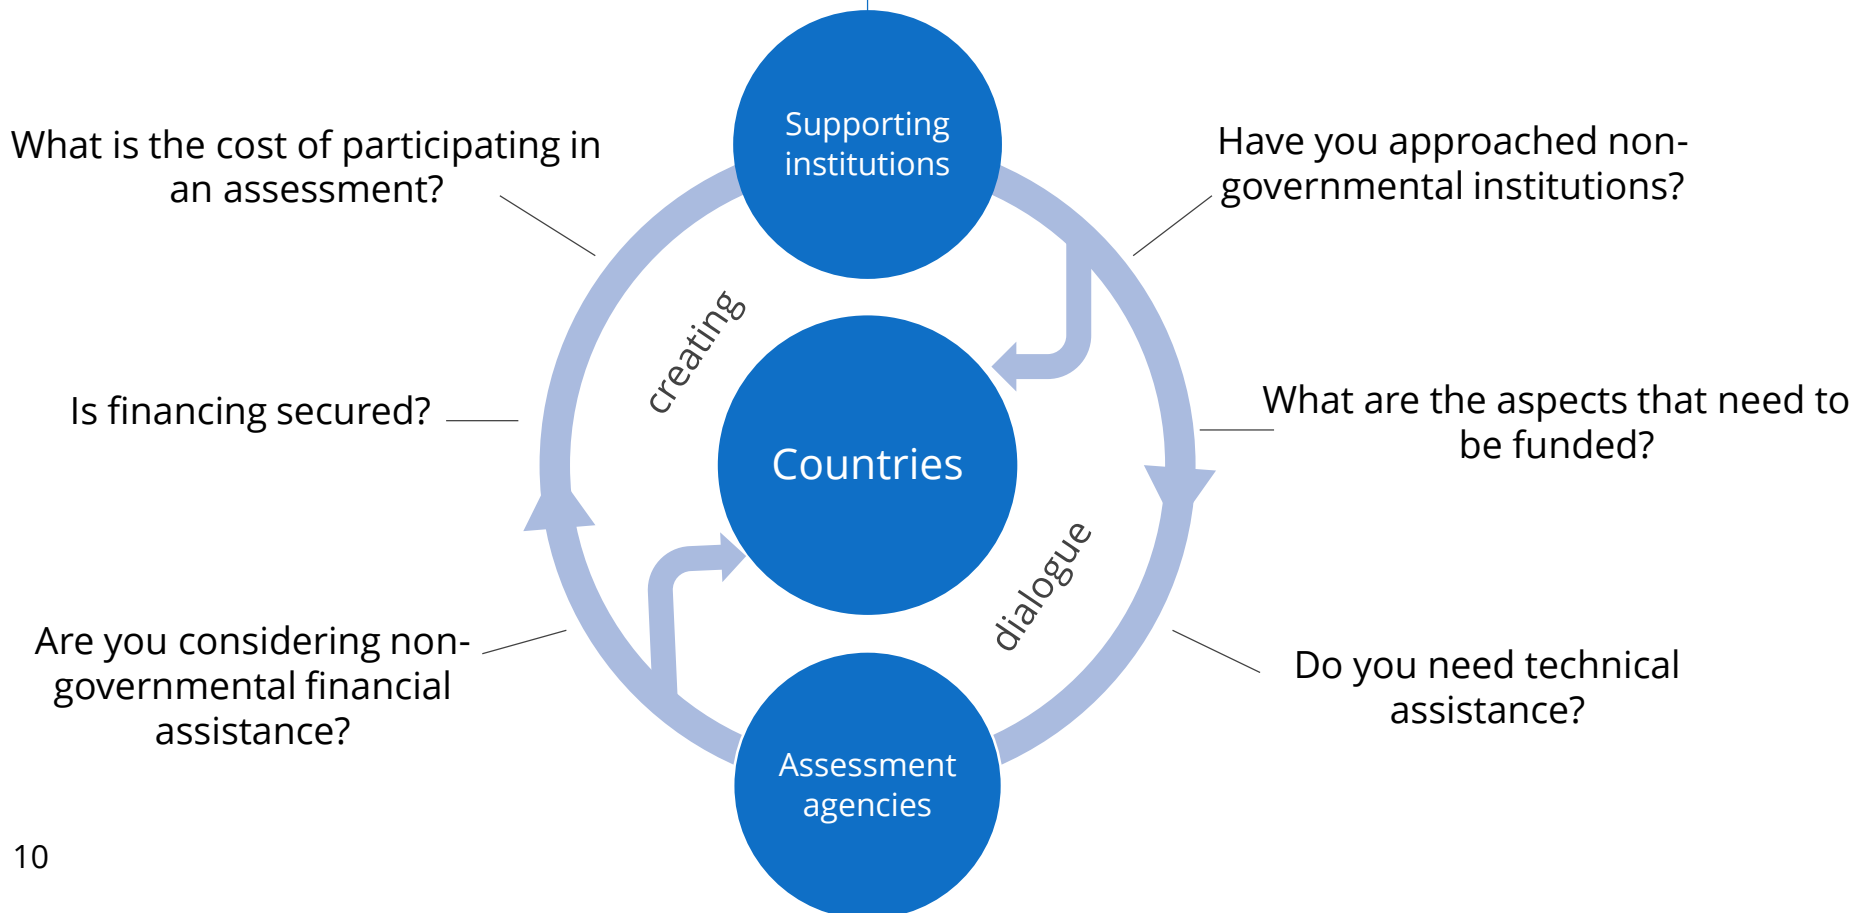 Supporting
institutions
What is the cost of participating in
an assessment?
Have you approached non-
governmental institutions?
creating
Is financing secured?
What are the aspects that need to
be funded?
Countries
dialogue
Are you considering non-
governmental financial
assistance?
Do you need technical
assistance?
Assessment
agencies
10